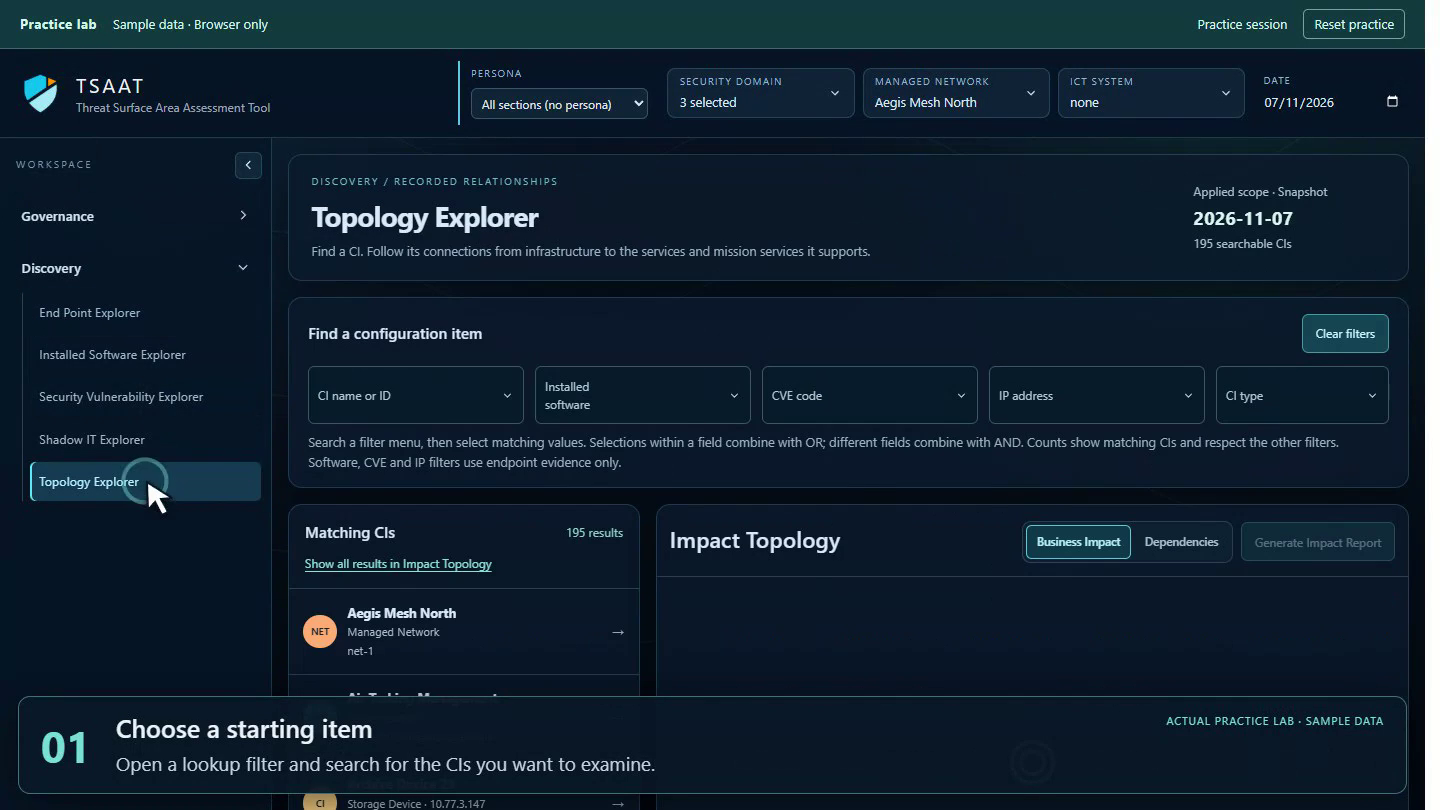 Practice lab
Sample data · Browser only
Practice session
Reset practice
TSAAT
Threat Surface Area Assessment Tool
PERSONA
All sections (no persona)
SECURITY DOMAIN
3 selected
MANAGED NETWORK
Aegis Mesh North
ICT SYSTEM
none
DATE
07/11/2026
WORKSPACE
Governance
Discovery
End Point Explorer
Installed Software Explorer
Security Vulnerability Explorer
Shadow IT Explorer
Topology Explorer
DISCOVERY / RECORDED RELATIONSHIPS
Topology Explorer
Find a CI. Follow its connections from infrastructure to the services and mission services it supports.
Applied scope · Snapshot
2026-11-07
195 searchable CIs
Find a configuration item
Clear filters
CI name or ID
Installed
software
CVE code
IP address
CI type
Search a filter menu, then select matching values. Selections within a field combine with OR; different fields combine with AND. Counts show matching CIs and respect the other filters.
Software, CVE and IP filters use endpoint evidence only.
Matching CIs
195 results
Show all results in Impact Topology
NET
Aegis Mesh North
Managed Network
net-1
→
Impact Topology
Business Impact
Dependencies
Generate Impact Report
01
Choose a starting item
Open a lookup filter and search for the CIs you want to examine.
ACTUAL PRACTICE LAB · SAMPLE DATA
CI
Storage Device · 10.77.3.147
→